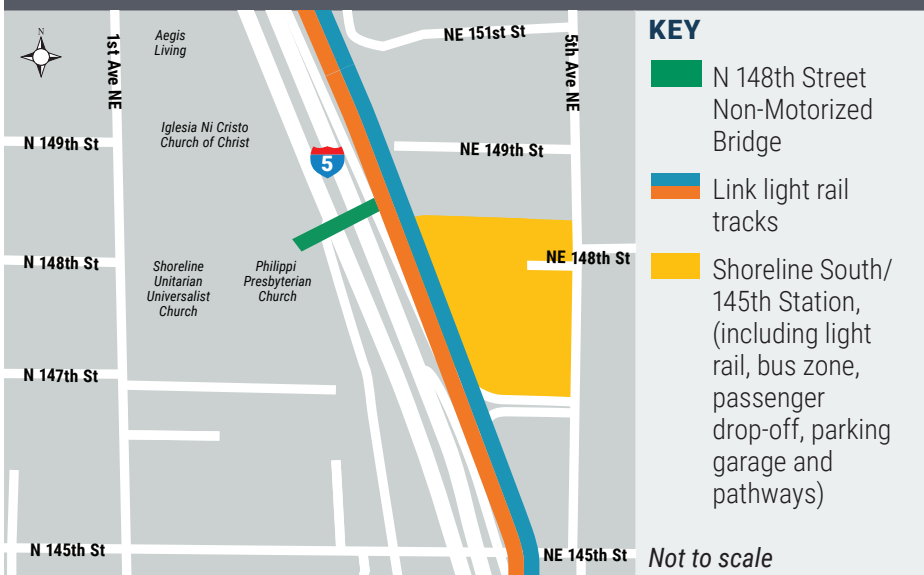 N
1st Ave NE
Aegis
Living
NE 151st St
5th Ave NE
N 149th St
Iglesia Ni Cristo
Church of Christ
5
NE 149th St
N 148th St
Shoreline
Unitarian
Universalist
Church
Philippi
Presbyterian
Church
NE 148th St
N 147th St
N 145th St
NE 145th St
KEY
N 148th Street
Non-Motorized
Bridge
Link light rail
tracks
Shoreline South/
145th Station,
(including light
rail, bus zone,
passenger
drop-off, parking
garage and
pathways)
Not to scale